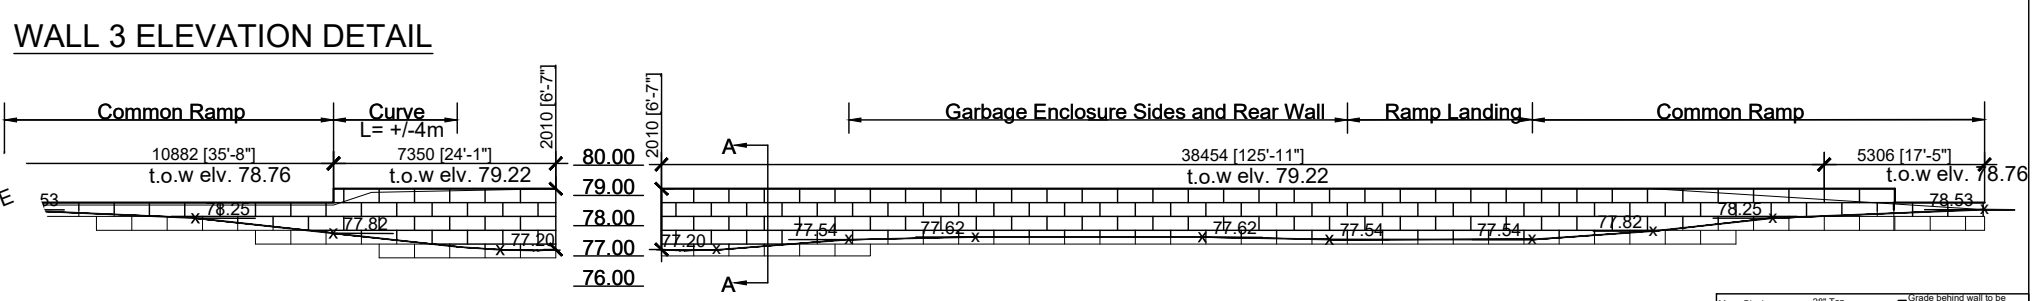 WALL 3 ELEVATION DETAIL
Common Ramp
Curve
L= +/-4m
2010 [6'-7"]
10882 [35'-8"]
7350 [24'-1"]
t.o.w elv. 78.76
t.o.w elv. 79.22
E
53
78.25
77.82
77.20
80.00
79.00
78.00
77.00
76.00
2010 [6'-7"]
A
A
Garbage Enclosure Sides and Rear Wall
Ramp Landing
Common Ramp
38454 [125'-11"]
5306 [17'-5"]
t.o.w elv. 79.22
t.o.w elv. 78.76
77.20
77.54
77.62
77.62
77.54
77.54
77.82
78.25
78.53
Grade behind wall to be